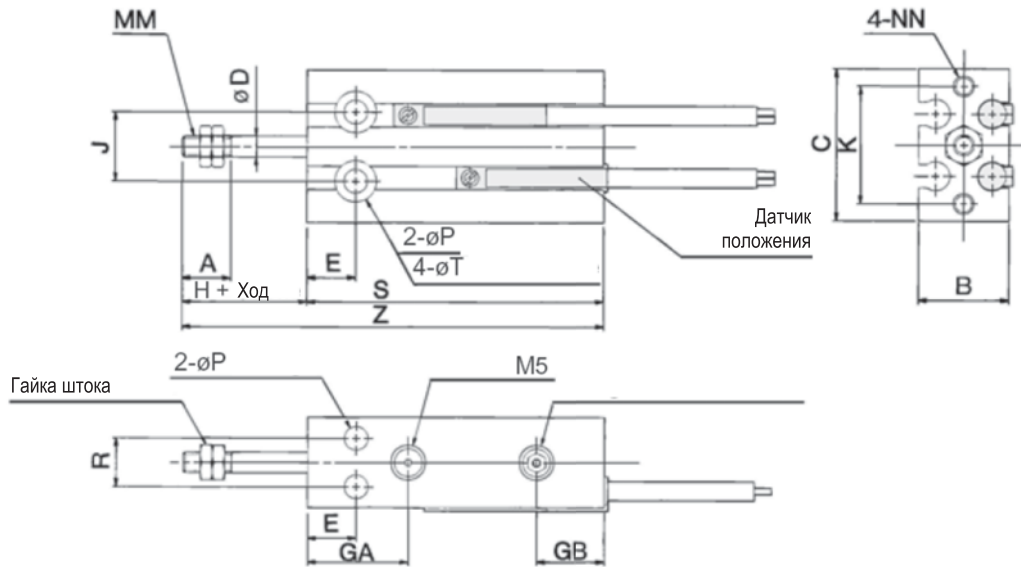 MM
øD
J
A
E
H + Ход
S
Z
2-øP
4-øT
Датчик
положения
4-NN
C
K
B
2-øP
M5
Гайка штока
R
E
GA
GB